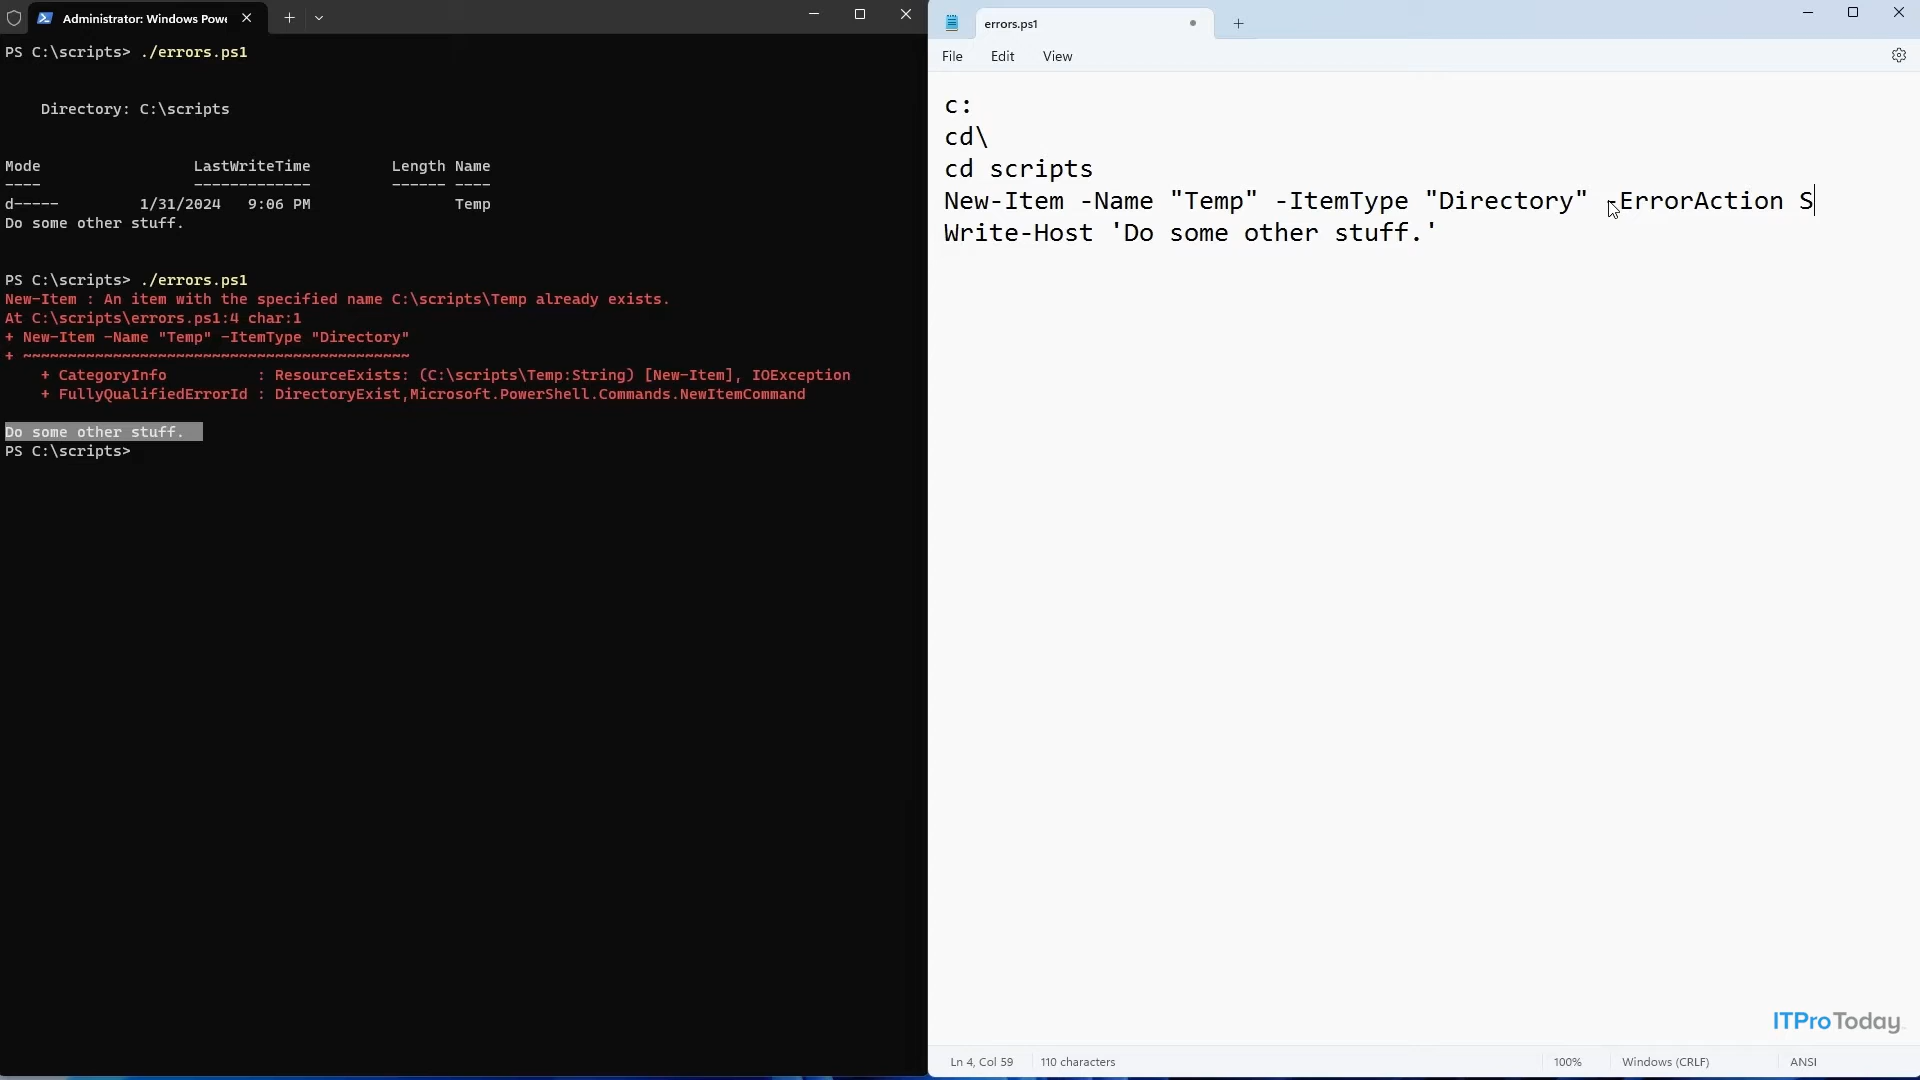 Administrator: Windows Powe
PS C:\scripts> ./errors.ps1
Directory: C:\scripts
Mode LastWriteTime Length Name
---- ------------- ------ ----
d----- 1/31/2024 9:06 PM Temp
Do some other stuff.
PS C:\scripts> ./errors.ps1
New-Item : An item with the specified name C:\scripts\Temp already exists.
At C:\scripts\errors.ps1:4 char:1
+ New-Item -Name "Temp" -ItemType "Directory"
+ ~~~~~~~~~~~~~~~~~~~~~~~~~~~~~~~~~~~~~~~~~~~
+ CategoryInfo : ResourceExists: (C:\scripts\Temp:String) [New-Item], IOException
+ FullyQualifiedErrorId : DirectoryExist,Microsoft.PowerShell.Commands.NewItemCommand
Do some other stuff.
PS C:\scripts>
errors.ps1
File Edit View
c:
cd\
cd scripts
New-Item -Name "Temp" -ItemType "Directory" -ErrorAction S
Write-Host 'Do some other stuff.'
ITProToday
Ln 4, Col 59 110 characters 100% Windows (CRLF) ANSI